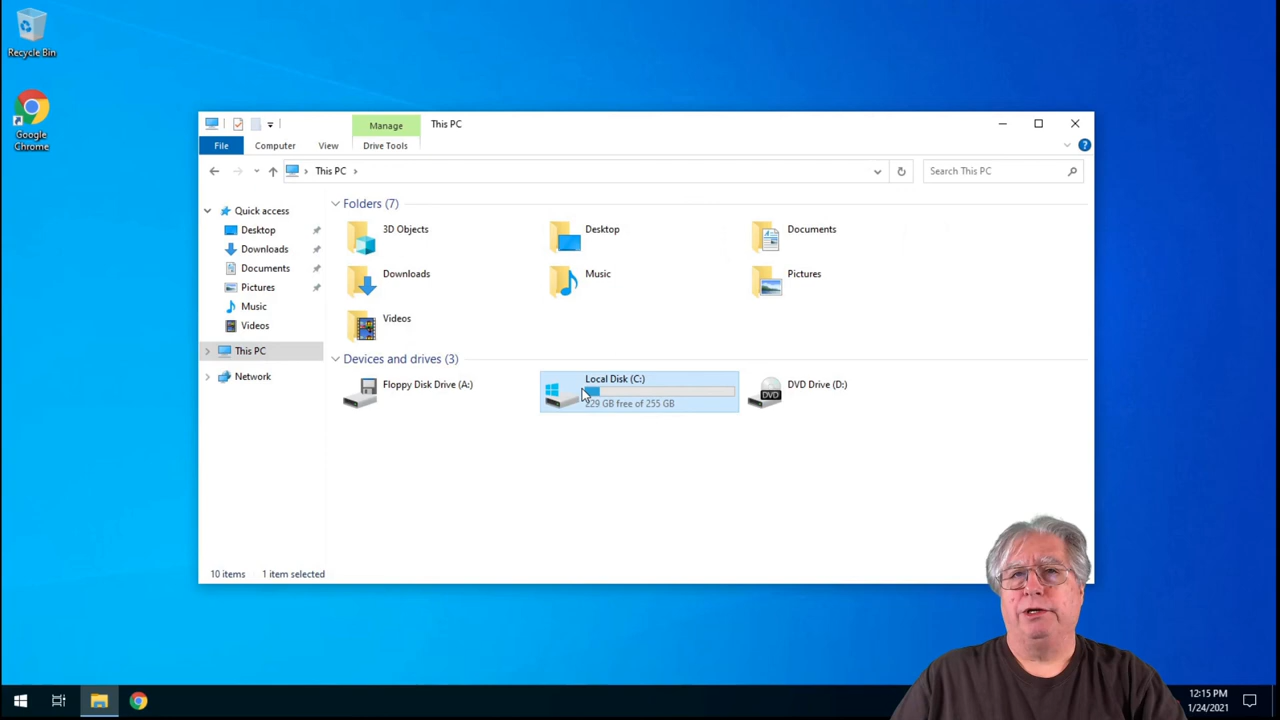 Recycle Bin
Google
Chrome
Manage
This PC
File
Computer
View
Drive Tools
This PC
Search This PC
Quick access
Desktop
Downloads
Documents
Pictures
Music
Videos
This PC
Network
Folders (7)
3D Objects
Desktop
Documents
Downloads
Music
Pictures
Videos
Devices and drives (3)
Floppy Disk Drive (A:)
Local Disk (C:)
229 GB free of 255 GB
DVD Drive (D:)
DVD
10 items
1 item selected
12:15 PM
1/24/2021